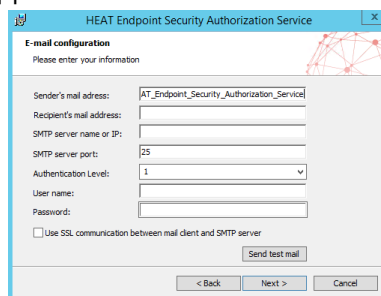 HEAT Endpoint Security Authorization Service
x
E-mail configuration
Please enter your information
Sender's mail adress: AT_Endpoint_Security_Authorization_Service
Recipient's mail address:
SMTP server name or IP:
SMTP server port: 25
Authentication Level: 1
User name:
Password:
Use SSL communication between mail client and SMTP server
Send test mail
< Back Next > Cancel